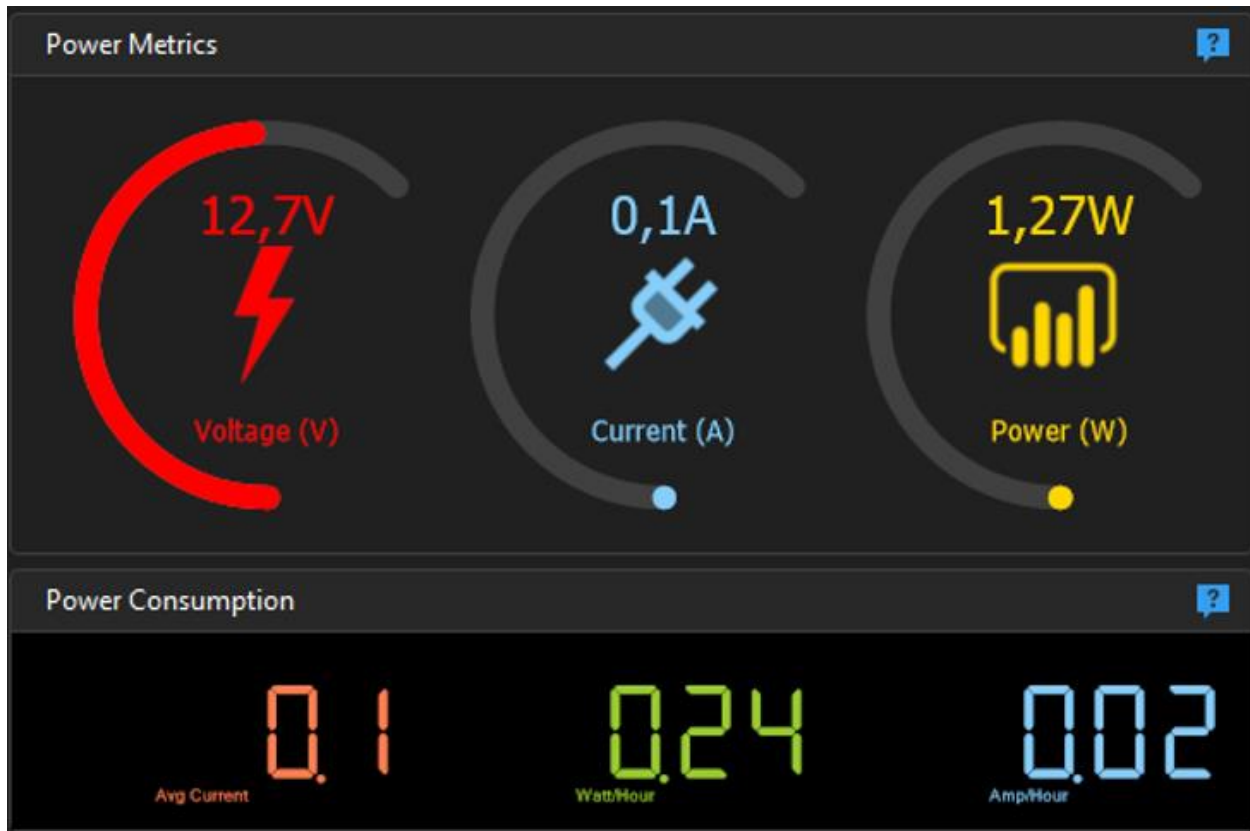 Power Metrics ?
12,7V 0,1A 1,27W
Voltage (V) Current (A) Power (W)
Power Consumption ?
0.1 0.24 0.02
Avg Current Watt/Hour Amp/Hour